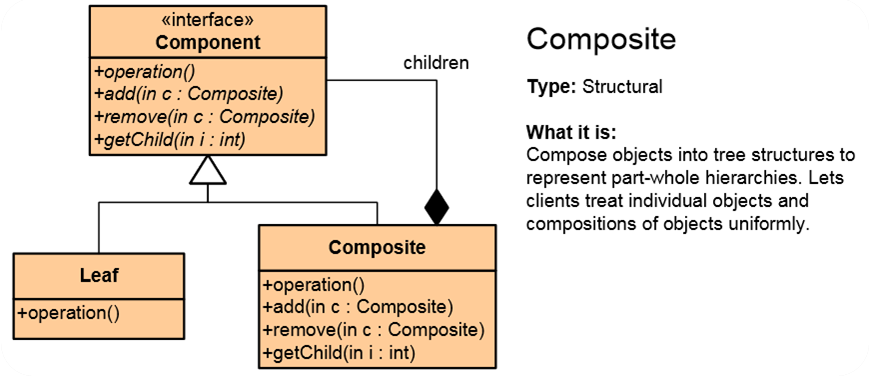 «interface»
Component
+operation()
+add(in c : Composite)
+remove(in c : Composite)
+getChild(in i : int)
children
Leaf
+operation()
Composite
+operation()
+add(in c : Composite)
+remove(in c : Composite)
+getChild(in i : int)
Composite
Type: Structural
What it is:
Compose objects into tree structures to
represent part-whole hierarchies. Lets
clients treat individual objects and
compositions of objects uniformly.